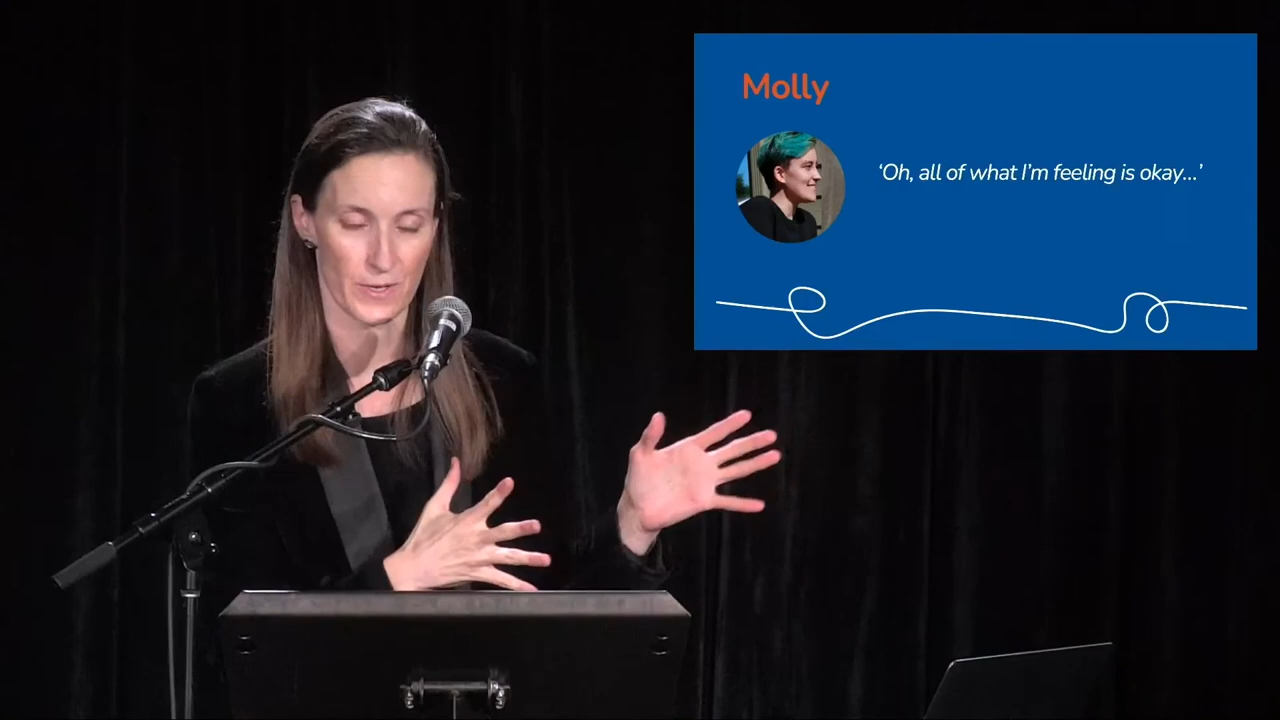 Molly
‘Oh, all of what I’m feeling is okay...’